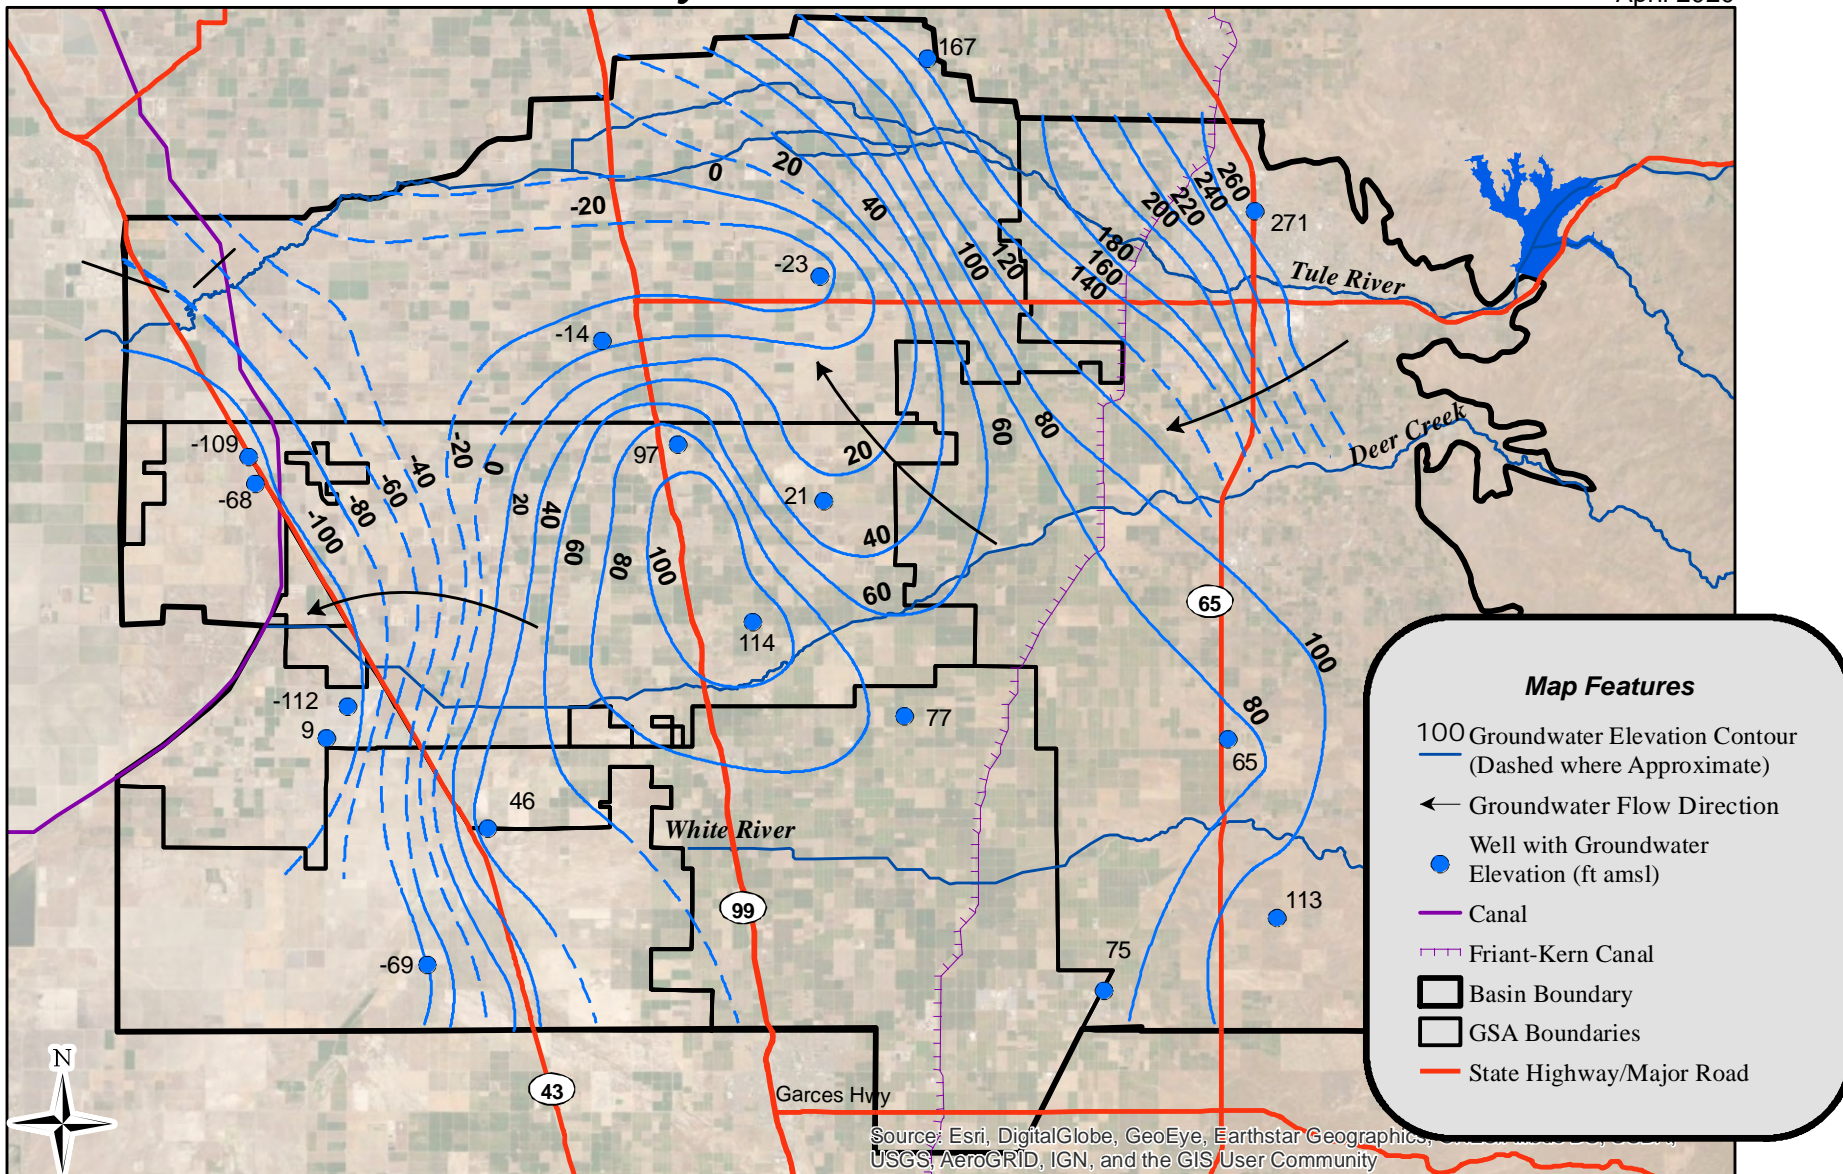 167
0
20
-20
40
260
240
220
200
271
-23
100
120
180
160
140
Tule River
-14
-109
-68
-20
0
-40
-60
-80
-100
97
20
60
80
Deer Creek
20
40
21
40
60
80
100
60
65
114
100
-112
9
77
80
65
46
White River
99
113
-69
75
43
Garces Hwy
N
Map Features
100 Groundwater Elevation Contour
(Dashed where Approximate)
Groundwater Flow Direction
Well with Groundwater
Elevation (ft amsl)
Canal
Friant-Kern Canal
Basin Boundary
GSA Boundaries
State Highway/Major Road
Source: Esri, DigitalGlobe, GeoEye, Earthstar Geographics,
USGS, AeroGRID, IGN, and the GIS User Community